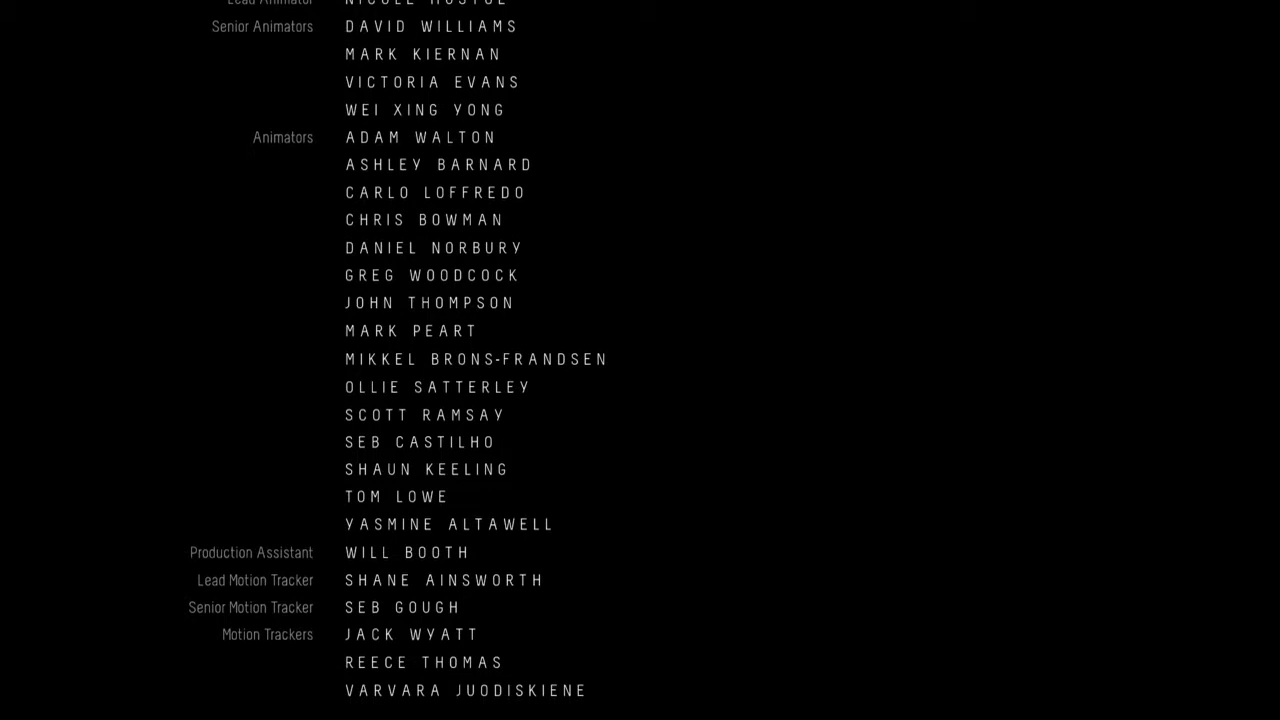 Senior Animators DAVID WILLIAMS
MARK KIERNAN
VICTORIA EVANS
WEI XING YONG
Animators ADAM WALTON
ASHLEY BARNARD
CARLO LOFFREDO
CHRIS BOWMAN
DANIEL NORBURY
GREG WOODCOCK
JOHN THOMPSON
MARK PEART
MIKKEL BRONS-FRANDSEN
OLLIE SATTERLEY
SCOTT RAMSAY
SEB CASTILHO
SHAUN KEELING
TOM LOWE
YASMINE ALTAWELL
Production Assistant WILL BOOTH
Lead Motion Tracker SHANE AINSWORTH
Senior Motion Tracker SEB GOUGH
Motion Trackers JACK WYATT
REECE THOMAS
VARVARA JUODISKIENE